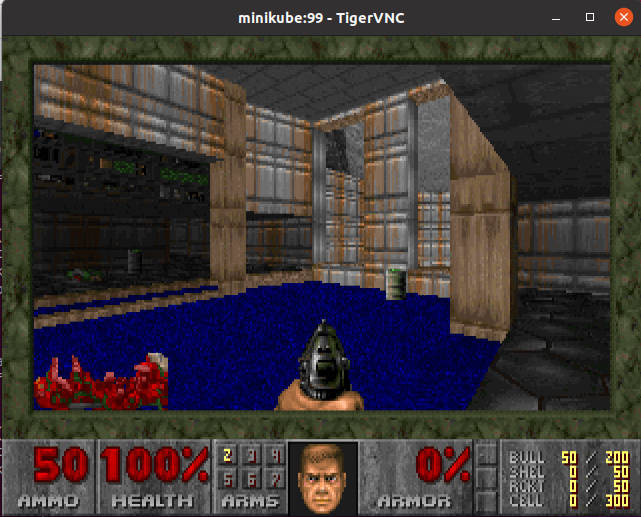 minikube:99 - TigerVNC
50 100% 2 3 4 0% BULL 50 / 200
5 6 7 SHEL 0 / 50
RCKT 0 / 50
AMMO HEALTH ARMS ARMOR CELL 0 / 300